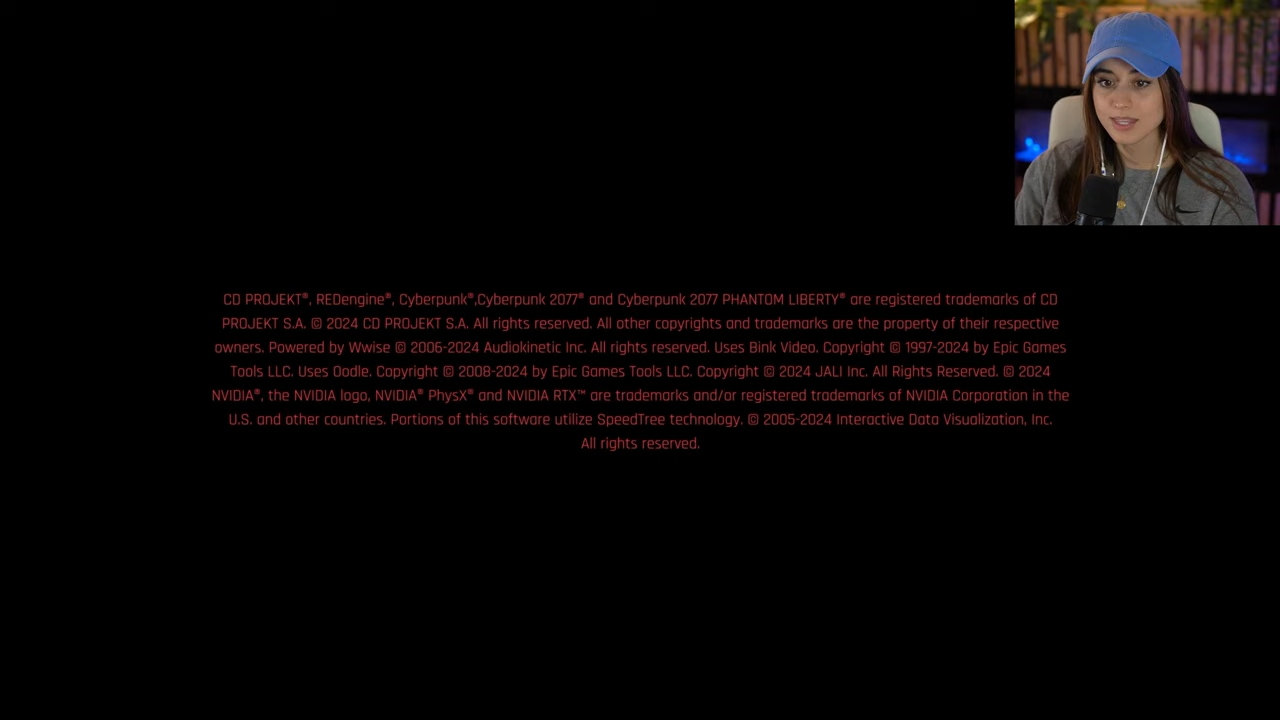 CD PROJEKT®, REDengine®, Cyberpunk®,Cyberpunk 2077® and Cyberpunk 2077 PHANTOM LIBERTY® are registered trademarks of CD
PROJEKT S.A. © 2024 CD PROJEKT S.A. All rights reserved. All other copyrights and trademarks are the property of their respective
owners. Powered by Wwise © 2006-2024 Audiokinetic Inc. All rights reserved. Uses Bink Video. Copyright © 1997-2024 by Epic Games
Tools LLC. Uses Oodle. Copyright © 2008-2024 by Epic Games Tools LLC. Copyright © 2024 JALI Inc. All Rights Reserved. © 2024
NVIDIA®, the NVIDIA logo, NVIDIA® PhysX® and NVIDIA RTX™ are trademarks and/or registered trademarks of NVIDIA Corporation in the
U.S. and other countries. Portions of this software utilize SpeedTree technology. © 2005-2024 Interactive Data Visualization, Inc.
All rights reserved.